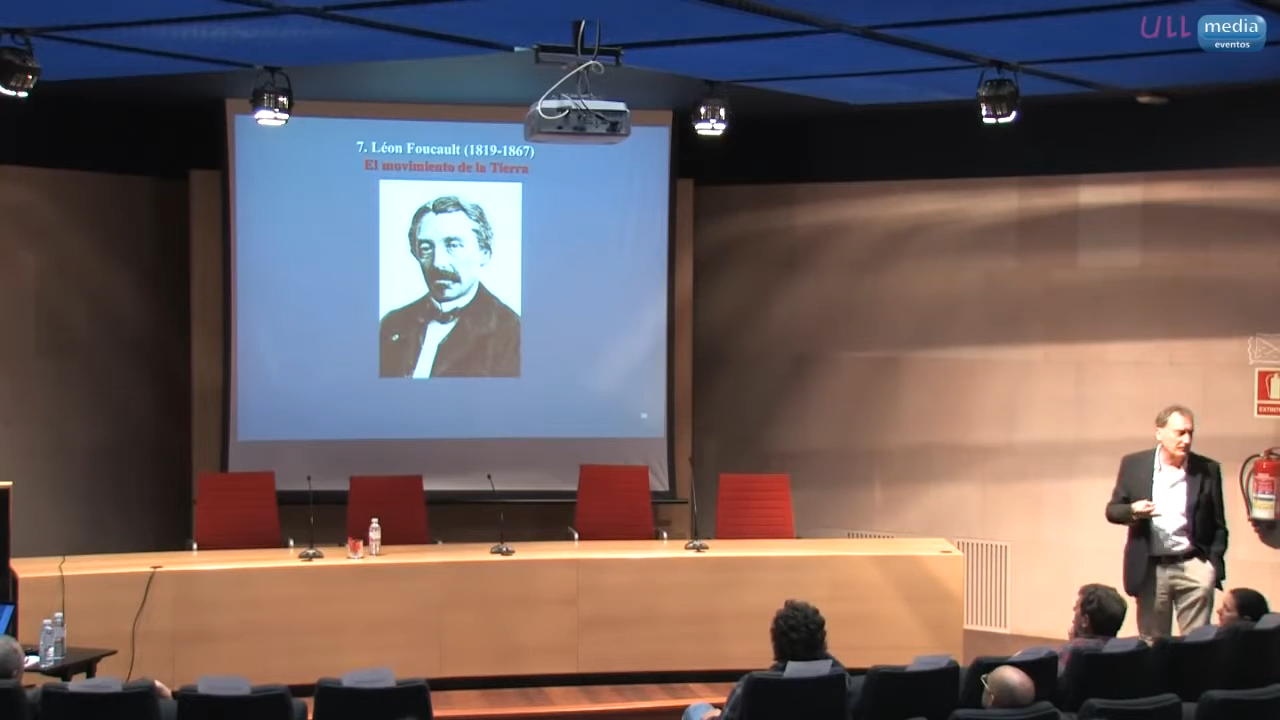 ULL media
eventos
7. Léon Foucault (1819-1867)
El movimiento de la Tierra